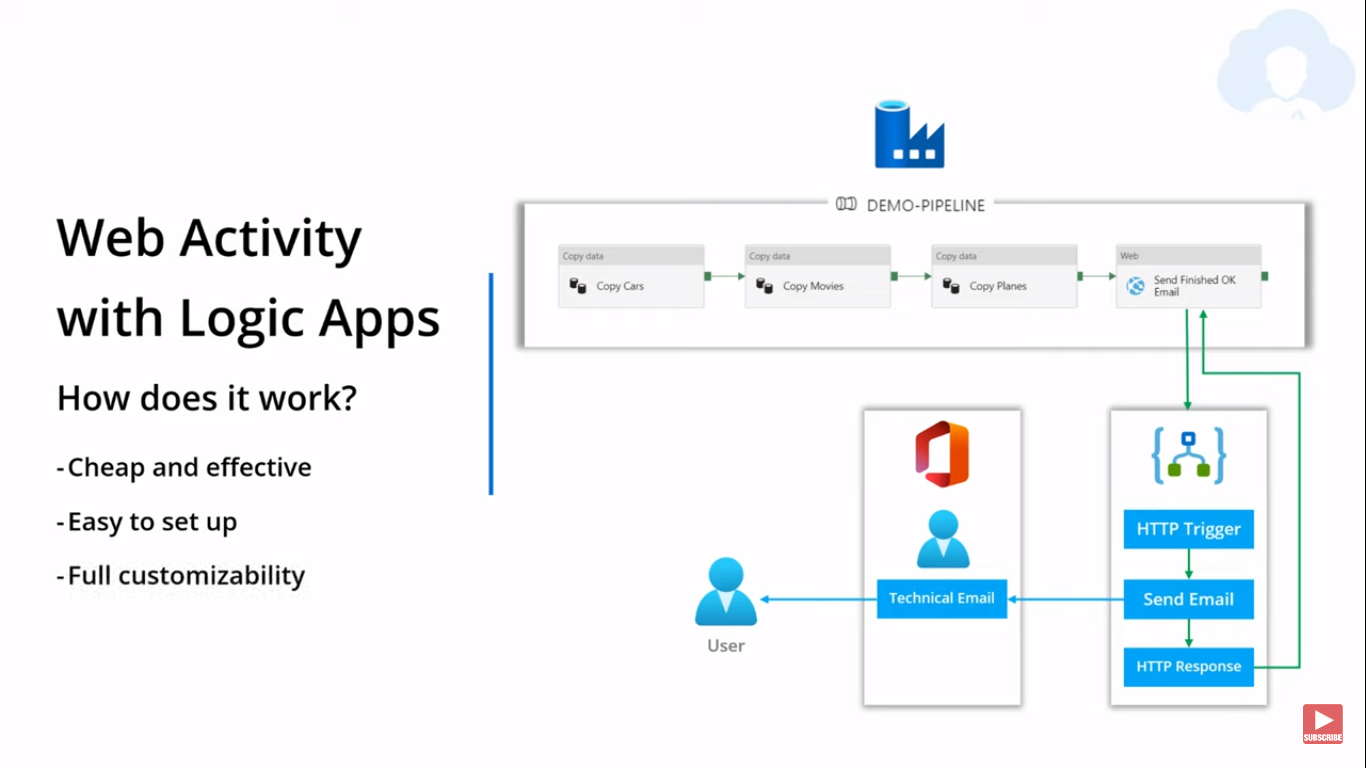 Web Activity
with Logic Apps
How does it work?
-Cheap and effective
-Easy to set up
-Full customizability
DEMO-PIPELINE
Copy data
Copy Cars
Copy data
Copy Movies
Copy data
Copy Planes
Web
Send Finished OK
Email
HTTP Trigger
Send Email
HTTP Response
Technical Email
User
SUBSCRIBE